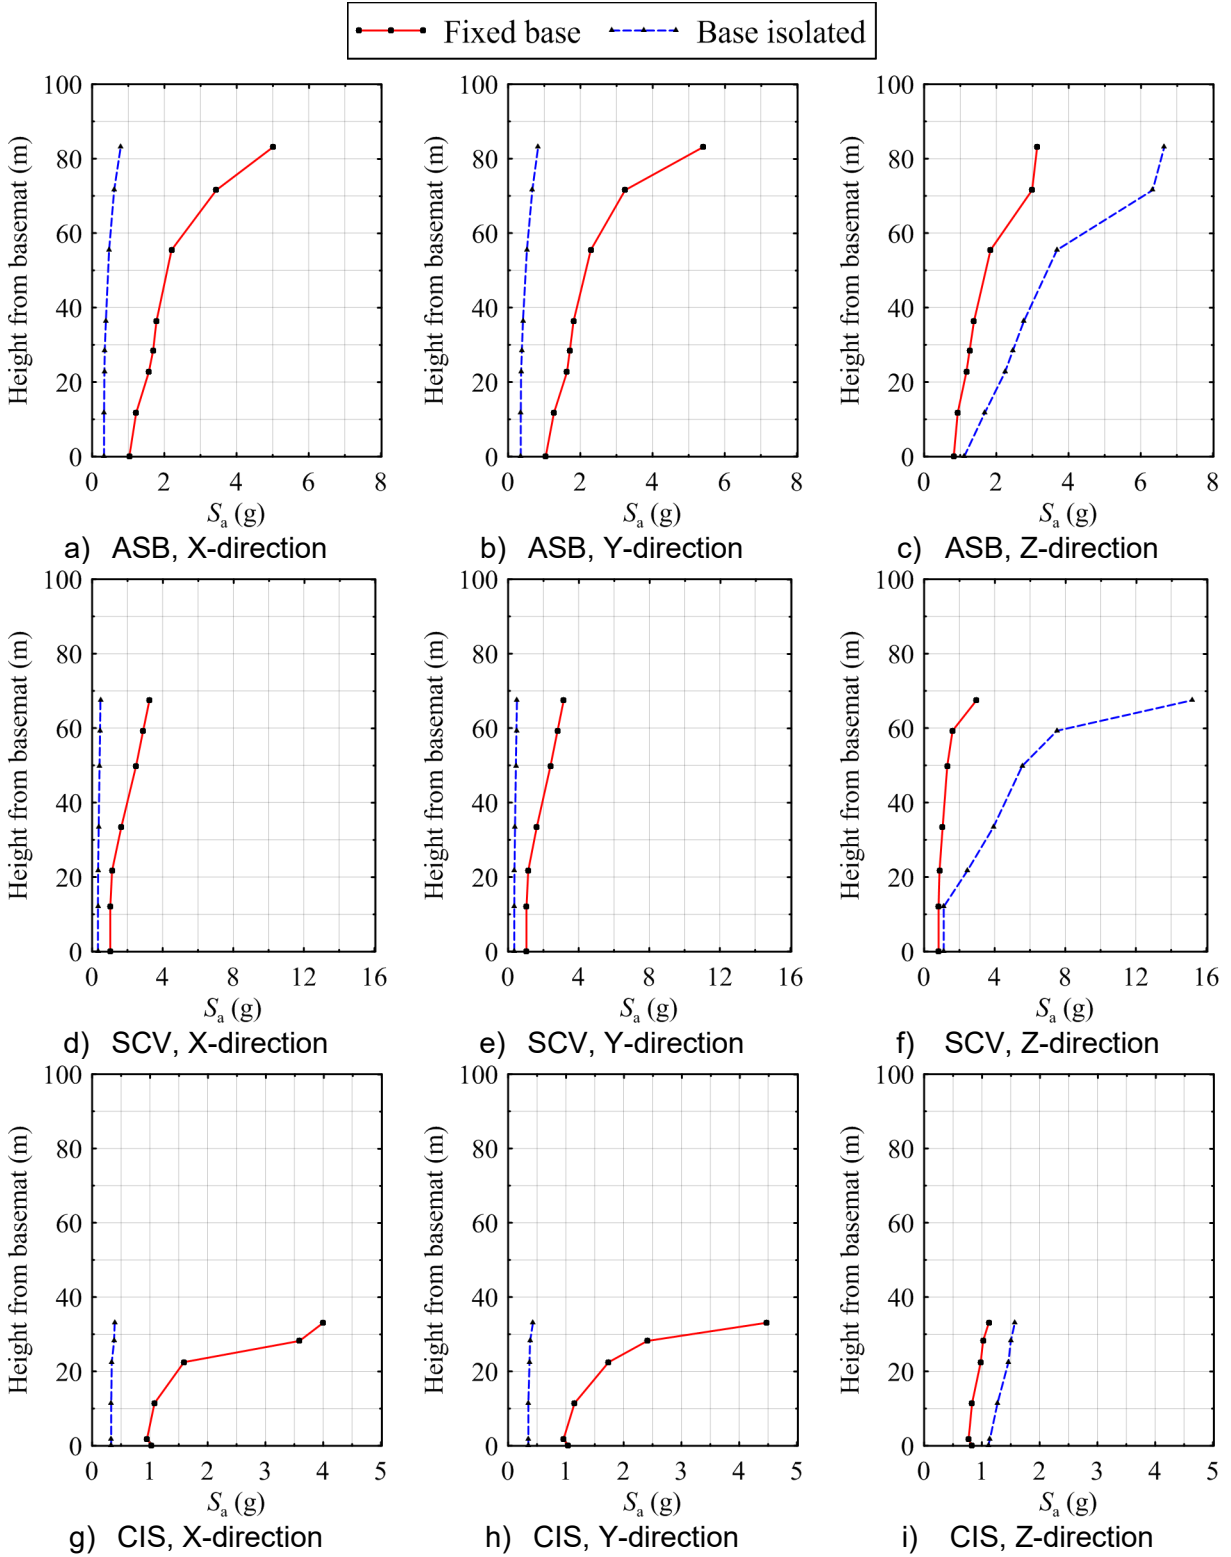 Fixed base Base isolated
100
80
60
40
20
0
Height from basemat (m)
0 2 4 6 8
Sa (g)
a) ASB, X-direction
100
80
60
40
20
0
Height from basemat (m)
0 2 4 6 8
Sa (g)
b) ASB, Y-direction
100
80
60
40
20
0
Height from basemat (m)
0 2 4 6 8
Sa (g)
c) ASB, Z-direction
100
80
60
40
20
0
Height from basemat (m)
0 4 8 12 16
Sa (g)
d) SCV, X-direction
100
80
60
40
20
0
Height from basemat (m)
0 4 8 12 16
Sa (g)
e) SCV, Y-direction
100
80
60
40
20
0
Height from basemat (m)
0 4 8 12 16
Sa (g)
f) SCV, Z-direction
100
80
60
40
20
0
Height from basemat (m)
0 1 2 3 4 5
Sa (g)
g) CIS, X-direction
100
80
60
40
20
0
Height from basemat (m)
0 1 2 3 4 5
Sa (g)
h) CIS, Y-direction
100
80
60
40
20
0
Height from basemat (m)
0 1 2 3 4 5
Sa (g)
i) CIS, Z-direction